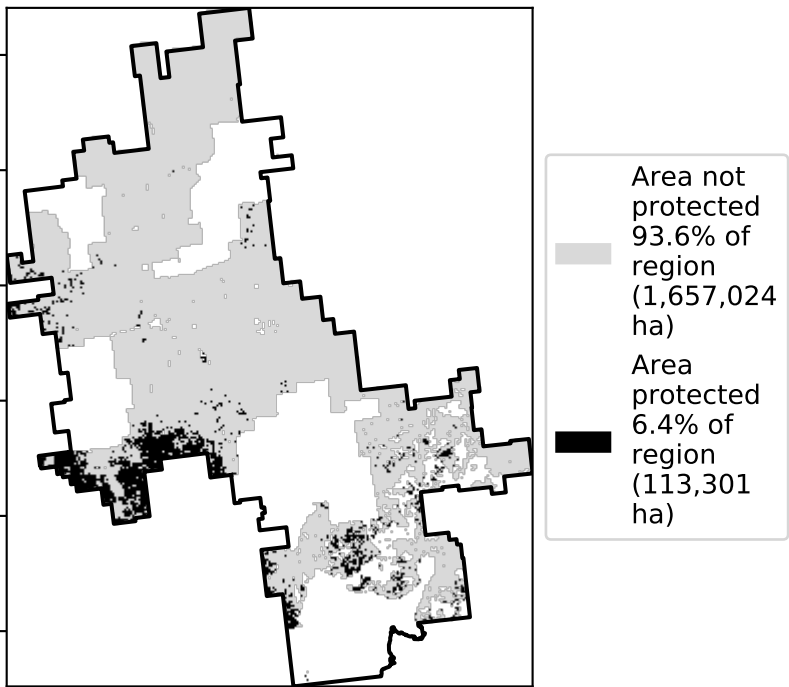 Area not
protected
93.6% of
region
(1,657,024
ha)
Area
protected
6.4% of
region
(113,301
ha)